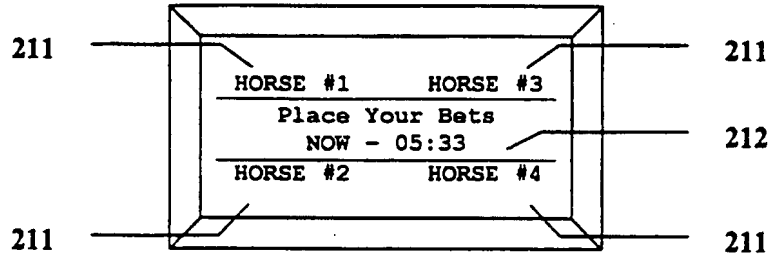 211 211
HORSE #1 HORSE #3
Place Your Bets
NOW - 05:33
212
HORSE #2 HORSE #4
211 211